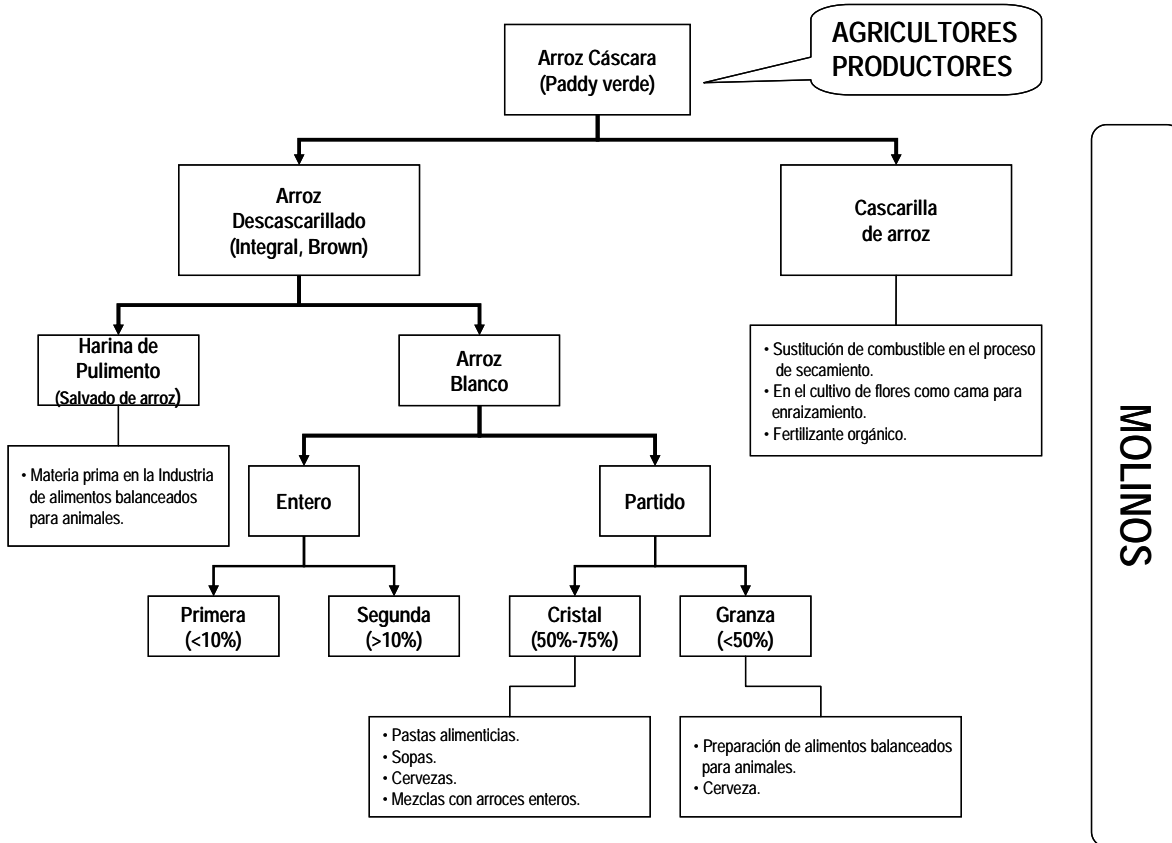 AGRICULTORES
PRODUCTORES
Arroz Cáscara
(Paddy verde)
Arroz
Descascarillado
(Integral, Brown)
Cascarilla
de arroz
Harina de
Pulimento
(Salvado de arroz)
Arroz
Blanco
• Sustitución de combustible en el proceso
de secamiento.
• En el cultivo de flores como cama para
enraizamiento.
• Fertilizante orgánico.
• Materia prima en la Industria
de alimentos balanceados
para animales.
Entero
Partido
Primera
(<10%)
Segunda
(>10%)
Cristal
(50%-75%)
Granza
(<50%)
• Pastas alimenticias.
• Sopas.
• Cervezas.
• Mezclas con arroces enteros.
• Preparación de alimentos balanceados
para animales.
• Cerveza.
MOLINOS